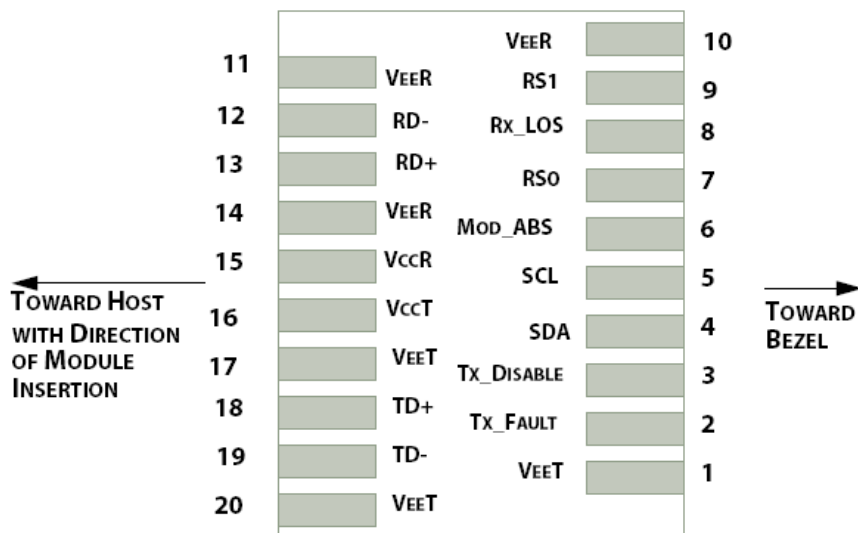 11 VEER
12 RD-
13 RD+
14 VEER
15 VCCR
16 VCCT
17 VEET
18 TD+
19 TD-
20 VEET
VEER 10
RS1 9
RX_LOS 8
RS0 7
MOD_ABS 6
SCL 5
SDA 4
TX_DISABLE 3
TX_FAULT 2
VEET 1
TOWARD HOST
WITH DIRECTION
OF MODULE
INSERTION
TOWARD
BEZEL